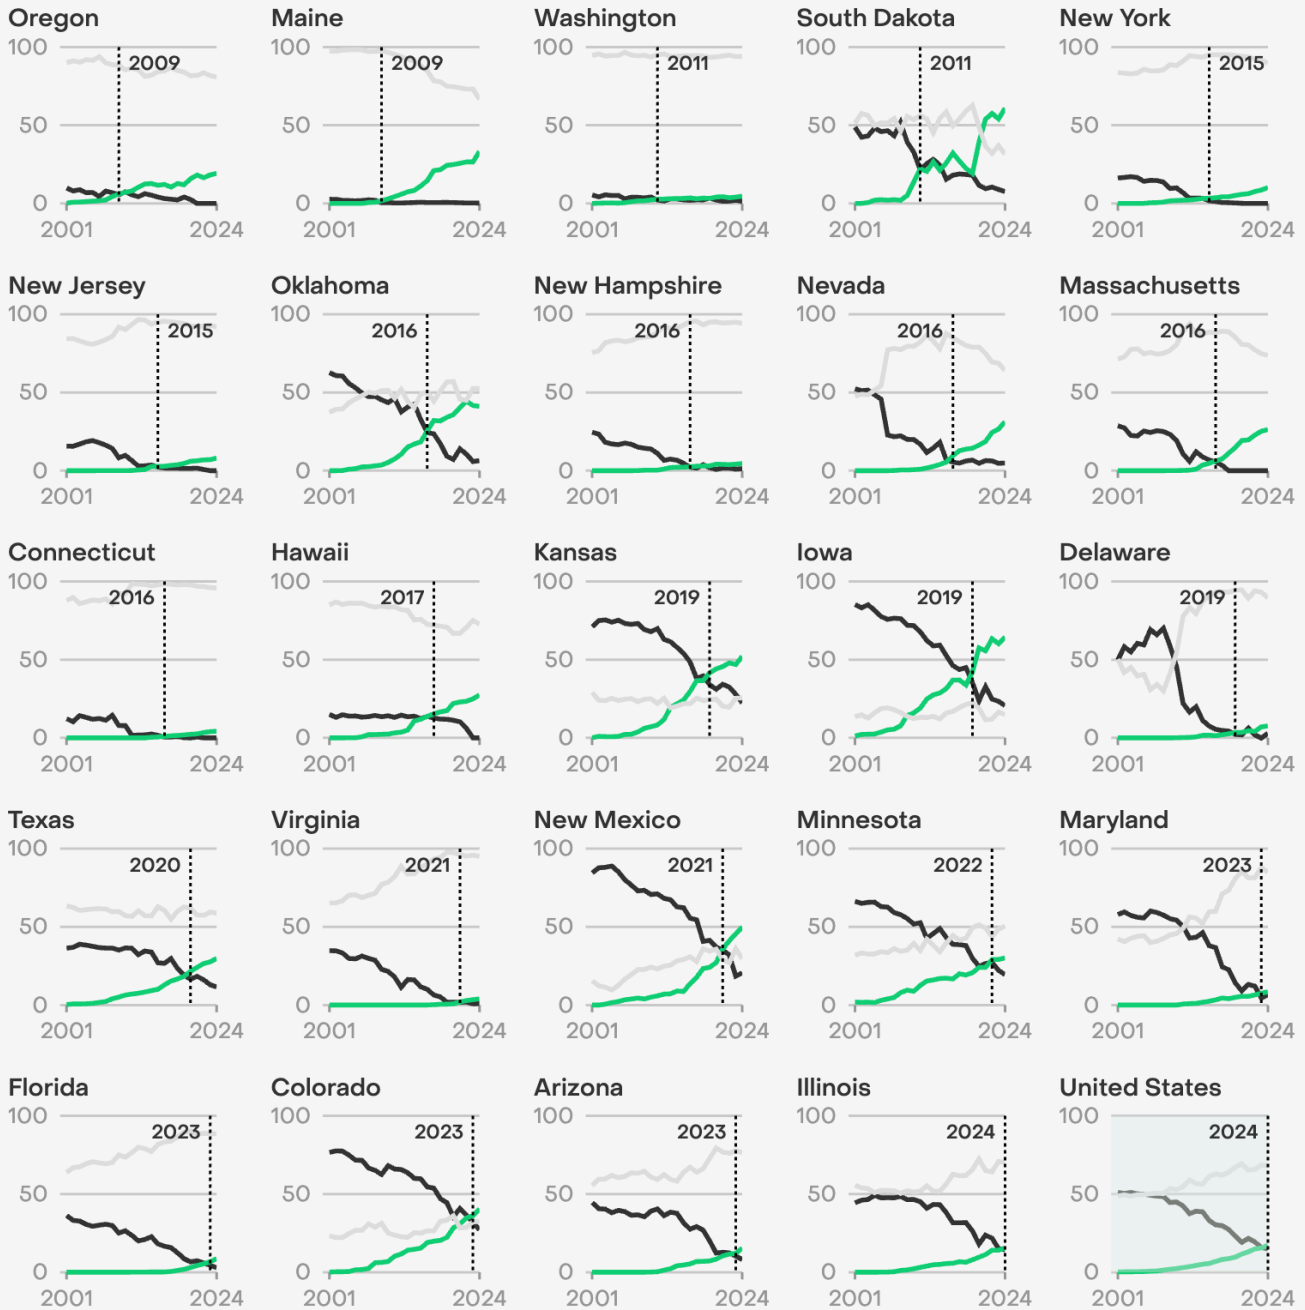 Oregon Maine Washington South Dakota New York
100 2009 100 2009 100 2011 100 2011 100 2015
50 50 50 50 50
0 0 0 0 0
2001 2024 2001 2024 2001 2024 2001 2024 2001 2024
New Jersey Oklahoma New Hampshire Nevada Massachusetts
100 2015 100 2016 100 2016 100 2016 100 2016
50 50 50 50 50
0 0 0 0 0
2001 2024 2001 2024 2001 2024 2001 2024 2001 2024
Connecticut Hawaii Kansas Iowa Delaware
100 2016 100 2017 100 2019 100 2019 100 2019
50 50 50 50 50
0 0 0 0 0
2001 2024 2001 2024 2001 2024 2001 2024 2001 2024
Texas Virginia New Mexico Minnesota Maryland
100 2020 100 2021 100 2021 100 2022 100 2023
50 50 50 50 50
0 0 0 0 0
2001 2024 2001 2024 2001 2024 2001 2024 2001 2024
Florida Colorado Arizona Illinois United States
100 2023 100 2023 100 2023 100 2024 100 2024
50 50 50 50 50
0 0 0 0 0
2001 2024 2001 2024 2001 2024 2001 2024 2001 2024